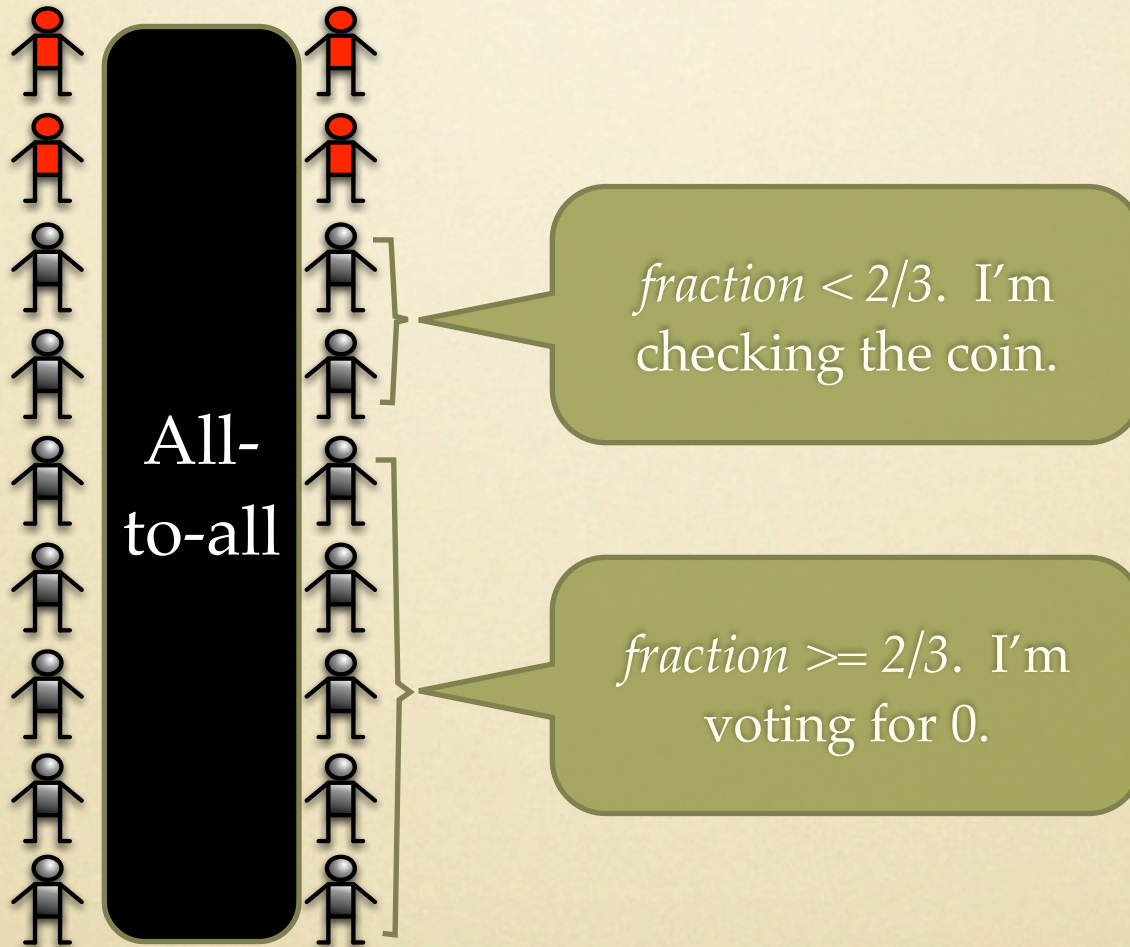 All-
to-all
fraction < 2/3.  I’m
checking the coin.
fraction >= 2/3.  I’m
voting for 0.